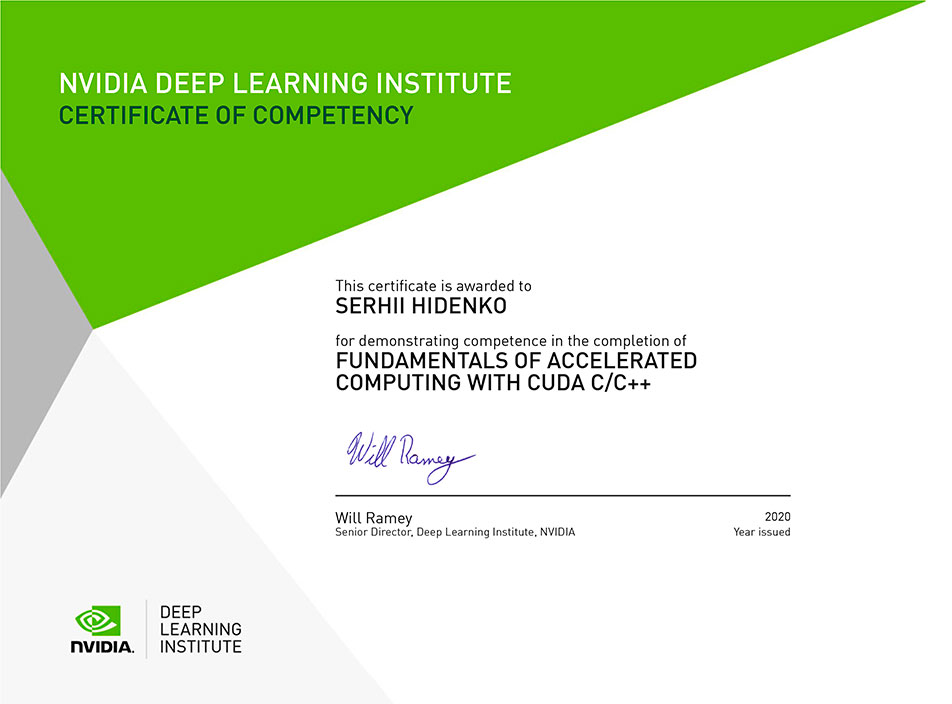 NVIDIA DEEP LEARNING INSTITUTE
CERTIFICATE OF COMPETENCY
This certificate is awarded to
SERHII HIDENKO
for demonstrating competence in the completion of
FUNDAMENTALS OF ACCELERATED
COMPUTING WITH CUDA C/C++
Will Ramey
Will Ramey
2020
Senior Director, Deep Learning Institute, NVIDIA
Year issued
NVIDIA.
DEEP
LEARNING
INSTITUTE